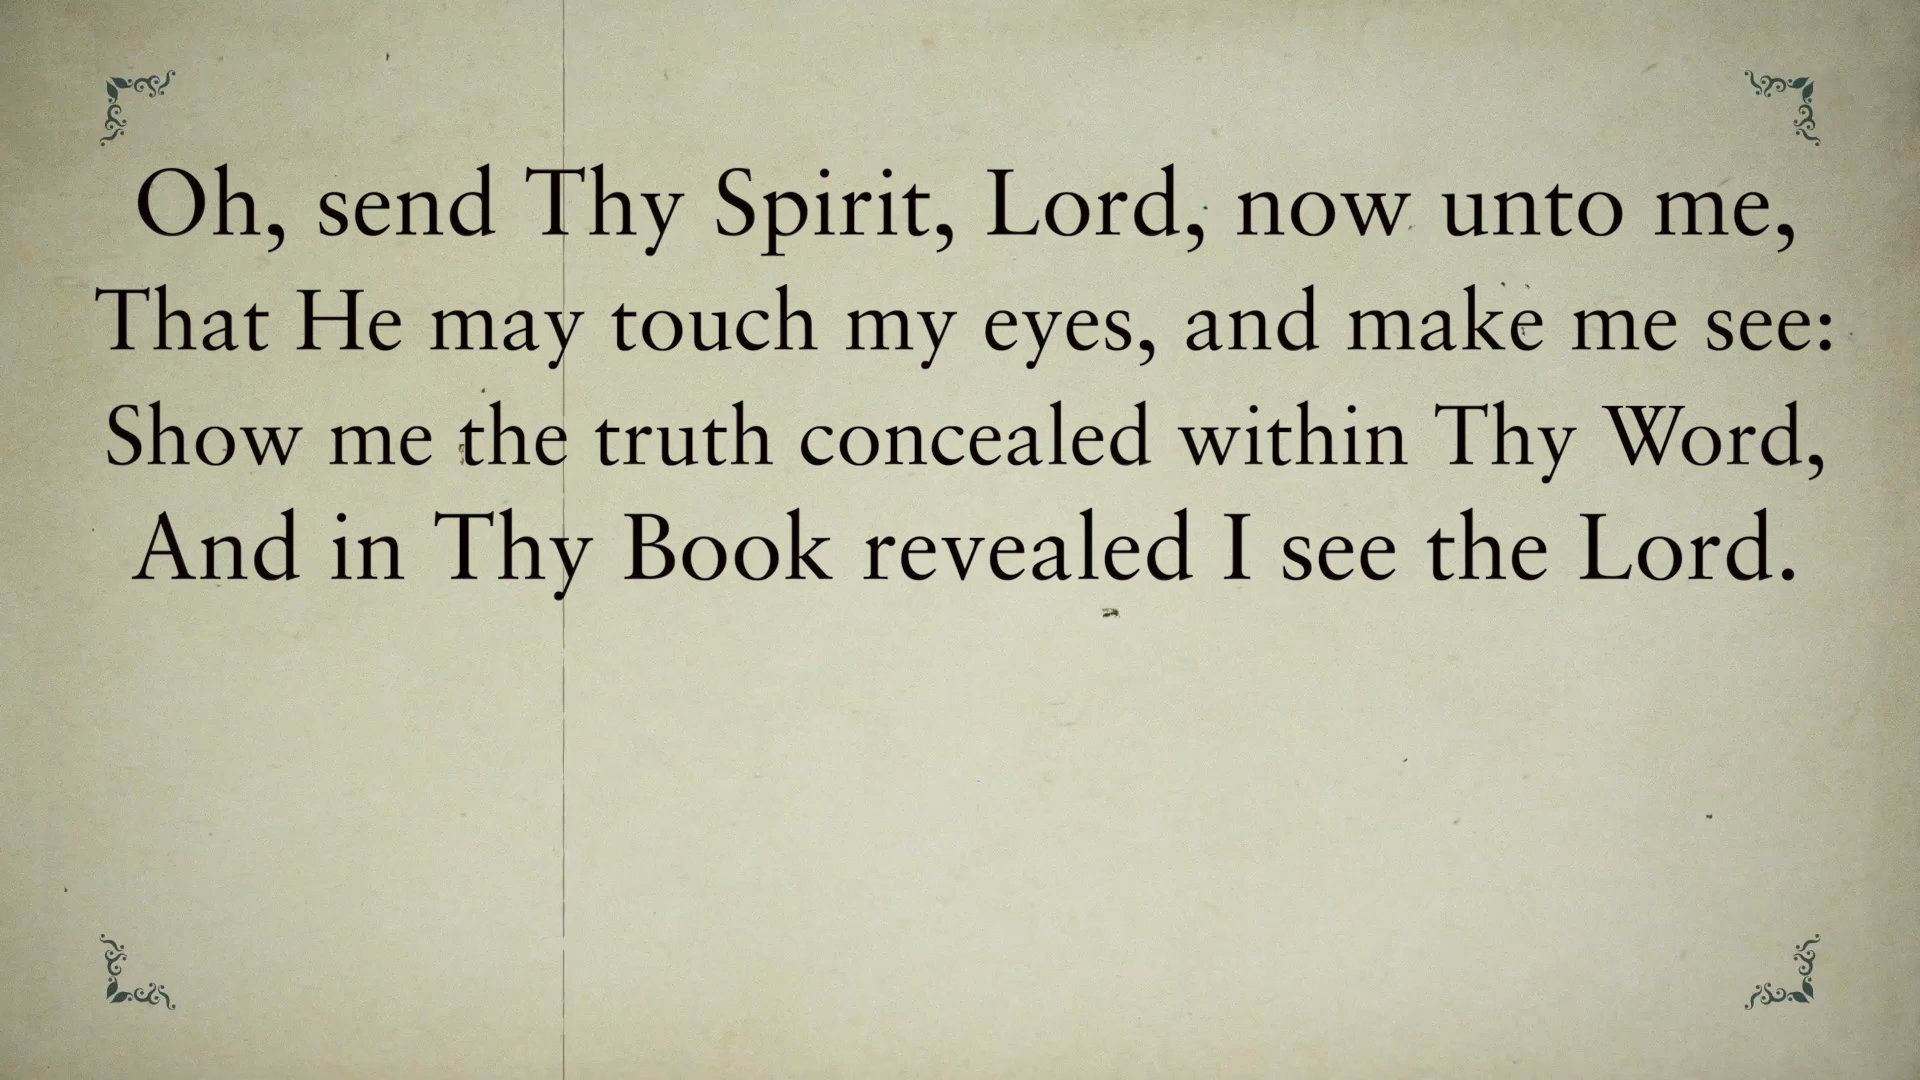 Oh, send Thy Spirit, Lord, now unto me,
That He may touch my eyes, and make me see:
Show me the truth concealed within Thy Word,
And in Thy Book revealed I see the Lord.